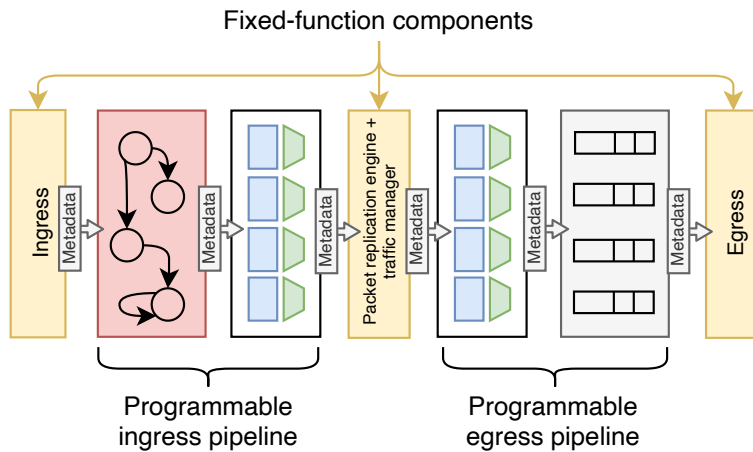 Fixed-function components
Ingress
Metadata
Metadata
Metadata
Packet replication engine +
traffic manager
Metadata
Metadata
Metadata
Egress
Programmable
ingress pipeline
Programmable
egress pipeline